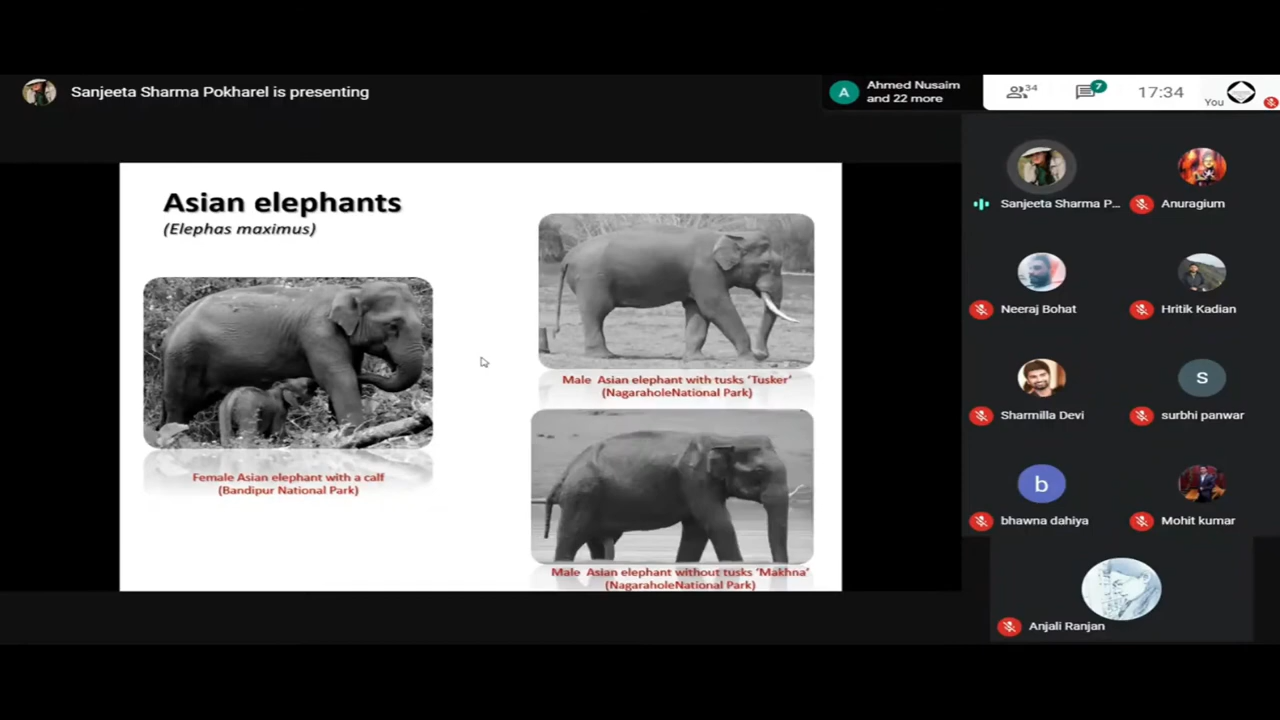 Sanjeeta Sharma Pokharel is presenting
A
Ahmed Nusaim
and 22 more
34
7
17:34
You
Asian elephants
(Elephas maximus)
Female Asian elephant with a calf
(Bandipur National Park)
Male Asian elephant with tusks ‘Tusker’
(NagaraholeNational Park)
Male Asian elephant without tusks ‘Makhna’
(NagaraholeNational Park)
Sanjeeta Sharma P...
Anuragium
Neeraj Bohat
Hritik Kadian
Sharmilla Devi
S
surbhi panwar
b
bhawna dahiya
Mohit kumar
Anjali Ranjan